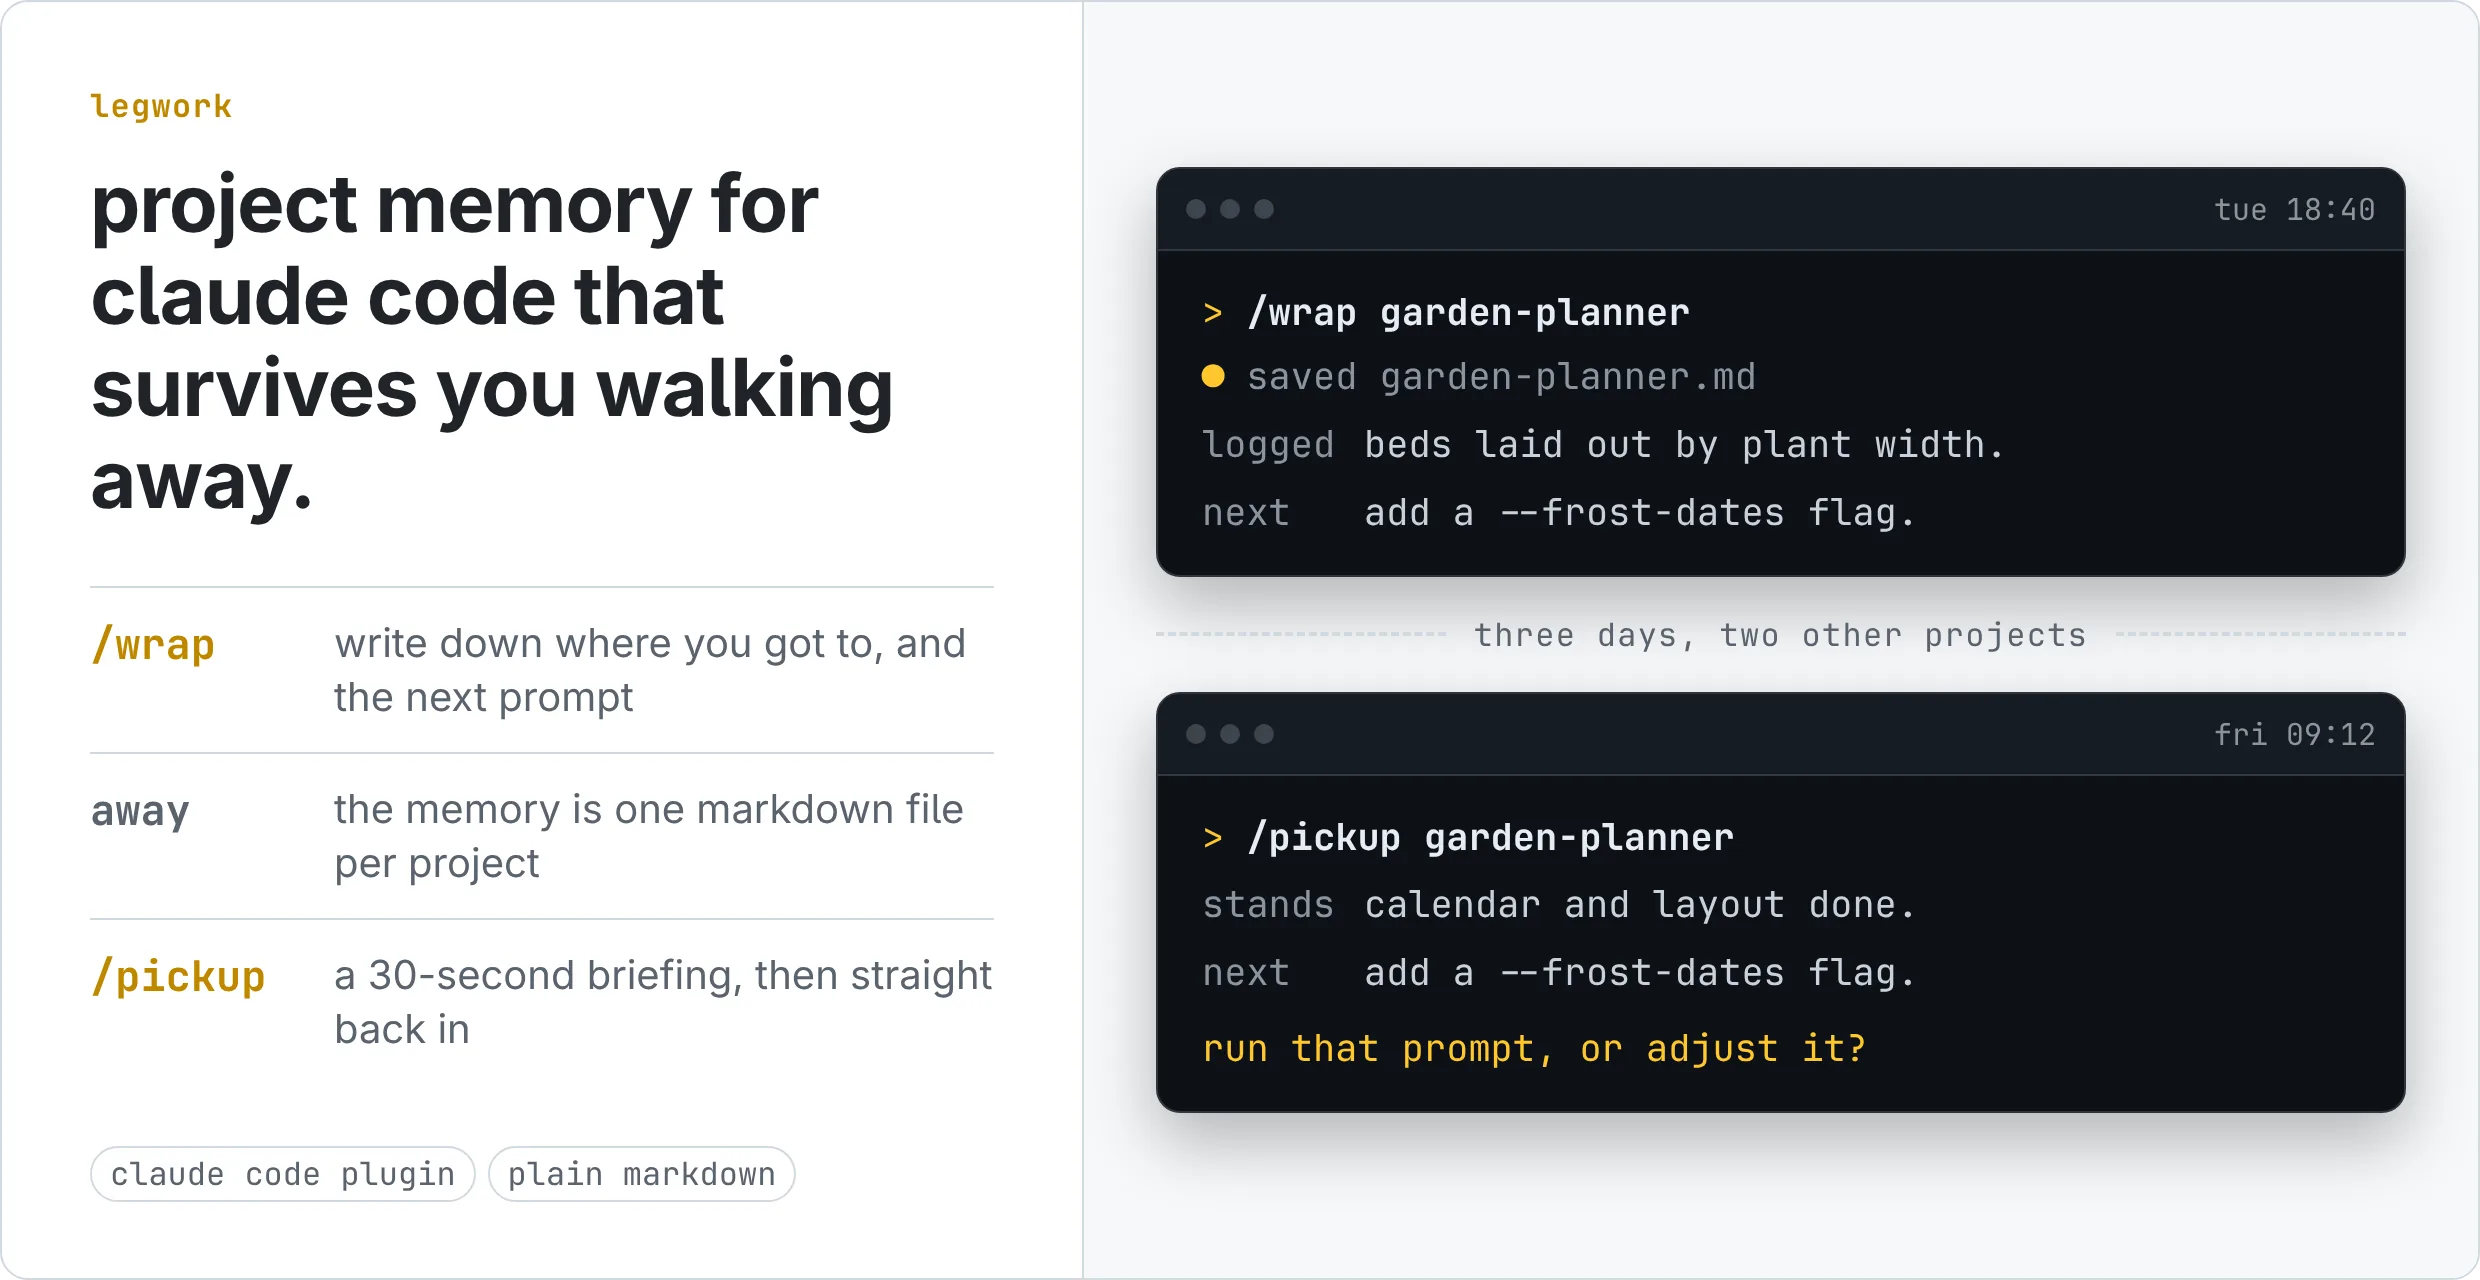 legwork
project memory for
claude code that
survives you walking
away.
/wrap write down where you got to, and
the next prompt
away the memory is one markdown file
per project
/pickup a 30-second briefing, then straight
back in
claude code plugin plain markdown
tue 18:40
> /wrap garden-planner
saved garden-planner.md
logged beds laid out by plant width.
next add a --frost-dates flag.
three days, two other projects
fri 09:12
> /pickup garden-planner
stands calendar and layout done.
next add a --frost-dates flag.
run that prompt, or adjust it?